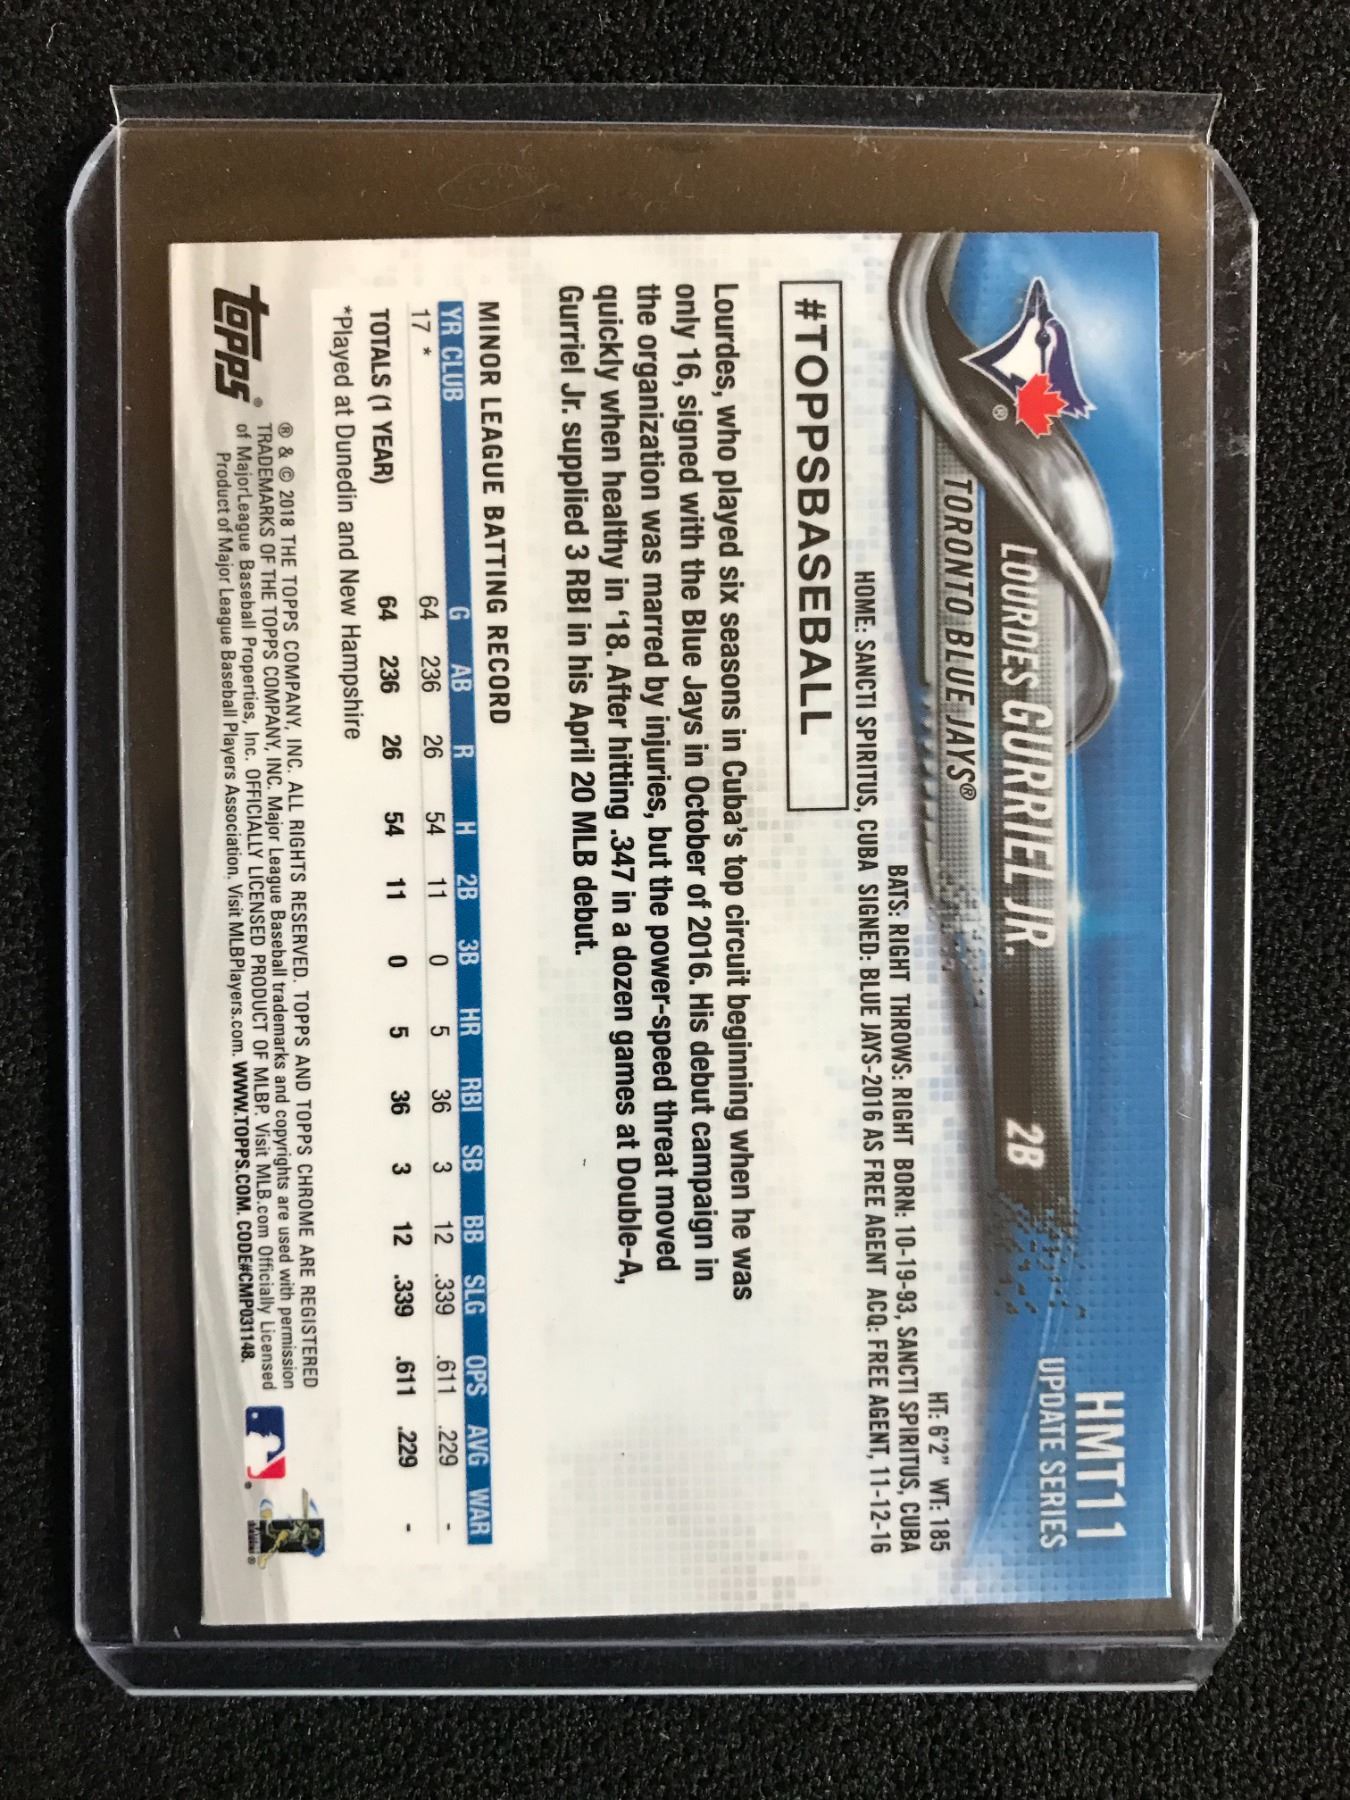 HMT11
UPDATE SERIES
LOURDES GURRIEL JR. 2B
TORONTO BLUE JAYS®
®
HT: 6'2" WT: 185
BATS: RIGHT THROWS: RIGHT BORN: 10-19-93, SANCTI SPIRITUS, CUBA
HOME: SANCTI SPIRITUS, CUBA SIGNED: BLUE JAYS-2016 AS FREE AGENT ACQ: FREE AGENT, 11-12-16
#TOPPSBASEBALL
Lourdes, who played six seasons in Cuba's top circuit beginning when he was
only 16, signed with the Blue Jays in October of 2016. His debut campaign in
the organization was marred by injuries, but the power-speed threat moved
quickly when healthy in '18. After hitting .347 in a dozen games at Double-A,
Gurriel Jr. supplied 3 RBI in his April 20 MLB debut.
MINOR LEAGUE BATTING RECORD
YR CLUB G AB R H 2B 3B HR RBI SB BB SLG OPS AVG WAR
17 * 64 236 26 54 11 0 5 36 3 12 .339 .611 .229 -
TOTALS (1 YEAR) 64 236 26 54 11 0 5 36 3 12 .339 .611 .229 -
*Played at Dunedin and New Hampshire
topps®
® & © 2018 THE TOPPS COMPANY, INC. ALL RIGHTS RESERVED. TOPPS AND TOPPS CHROME ARE REGISTERED
TRADEMARKS OF THE TOPPS COMPANY, INC. Major League Baseball trademarks and copyrights are used with permission
of MajorLeague Baseball Properties, Inc. OFFICIALLY LICENSED PRODUCT OF MLBP. Visit MLB.com Officially Licensed
Product of Major League Baseball Players Association. Visit MLBPlayers.com. WWW.TOPPS.COM. CODE#CMP031148.